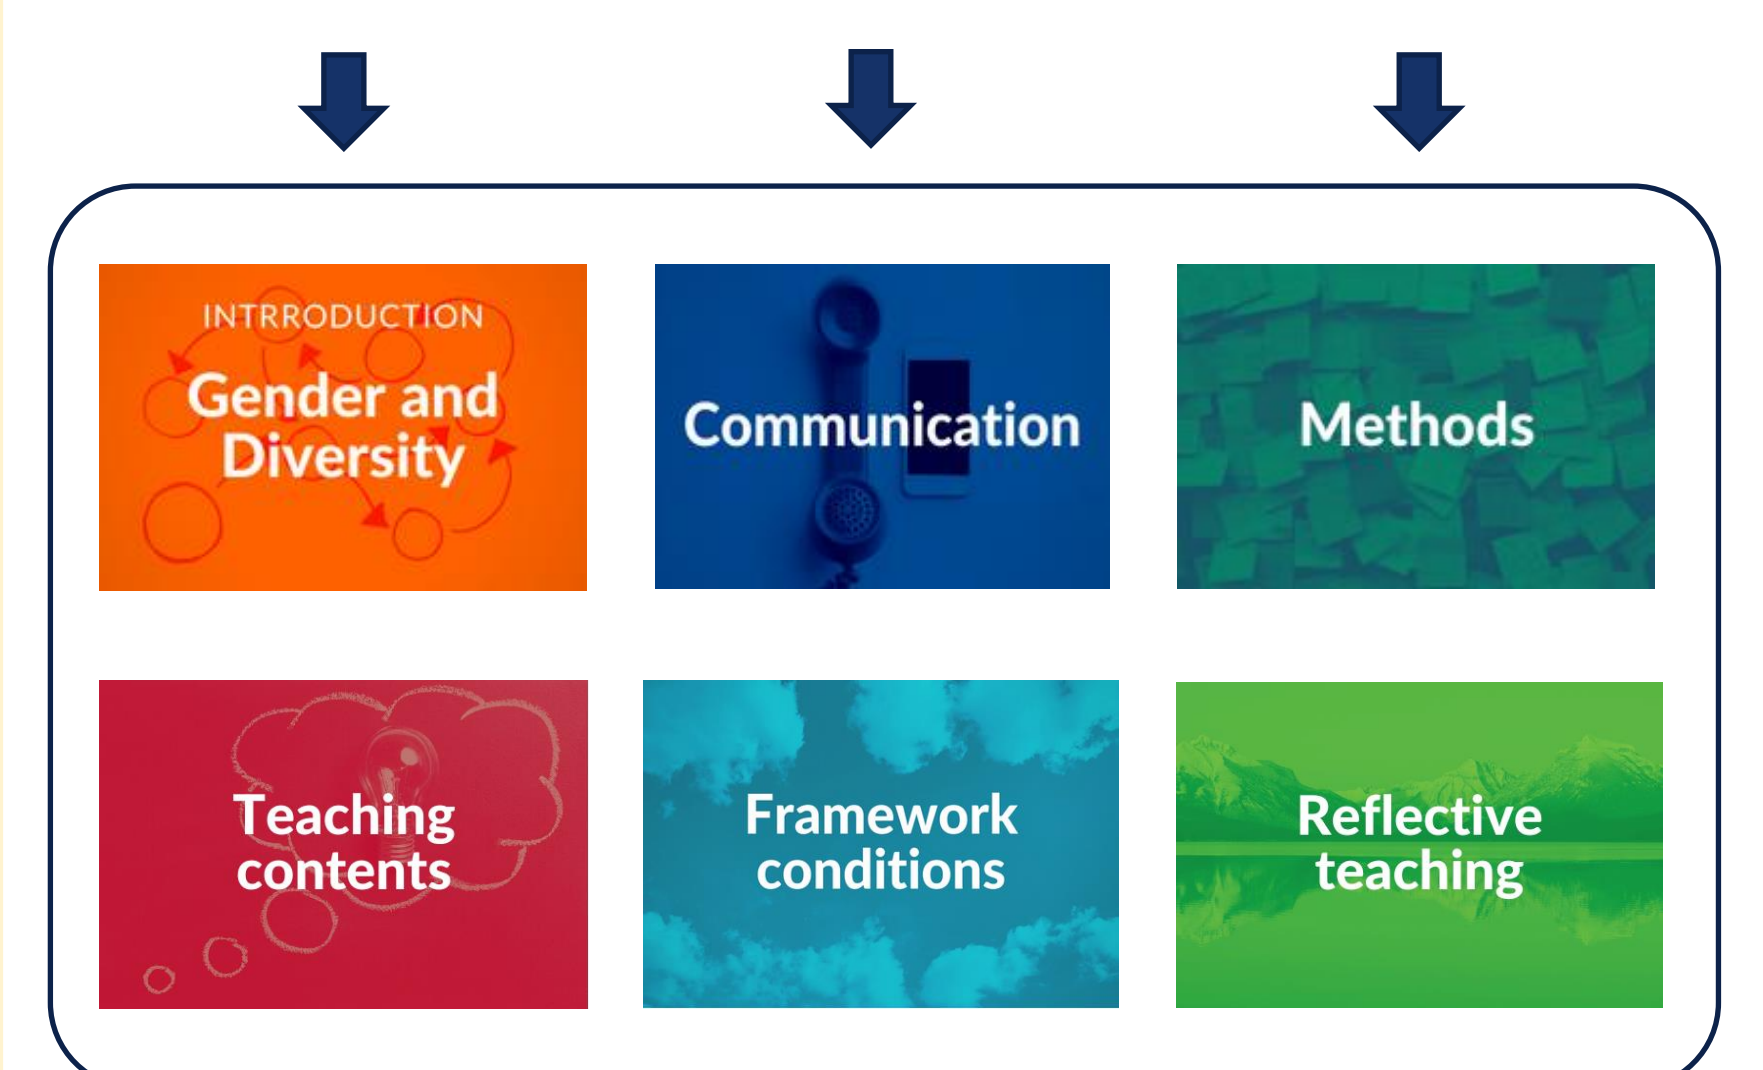 INTRRODUCTION
Gender and
Diversity
Communication
Methods
Teaching
contents
Framework
conditions
Reflective
teaching